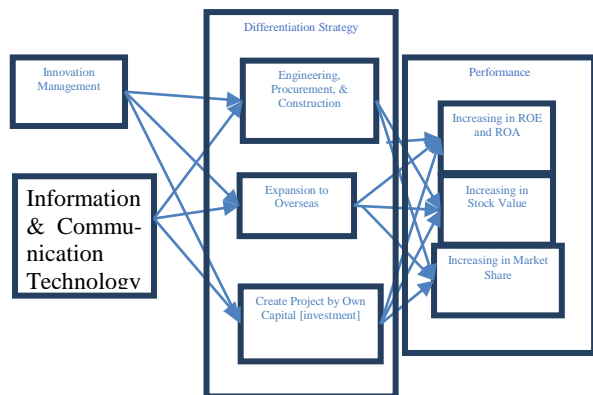 Differentiation Strategy
Innovation
Management
Engineering,
Procurement, &
Construction
Performance
Increasing in ROE
and ROA
Information
& Commu-
nication
Technology
Expansion to
Overseas
Increasing in
Stock Value
Increasing in Market
Share
Create Project by Own
Capital [investment]